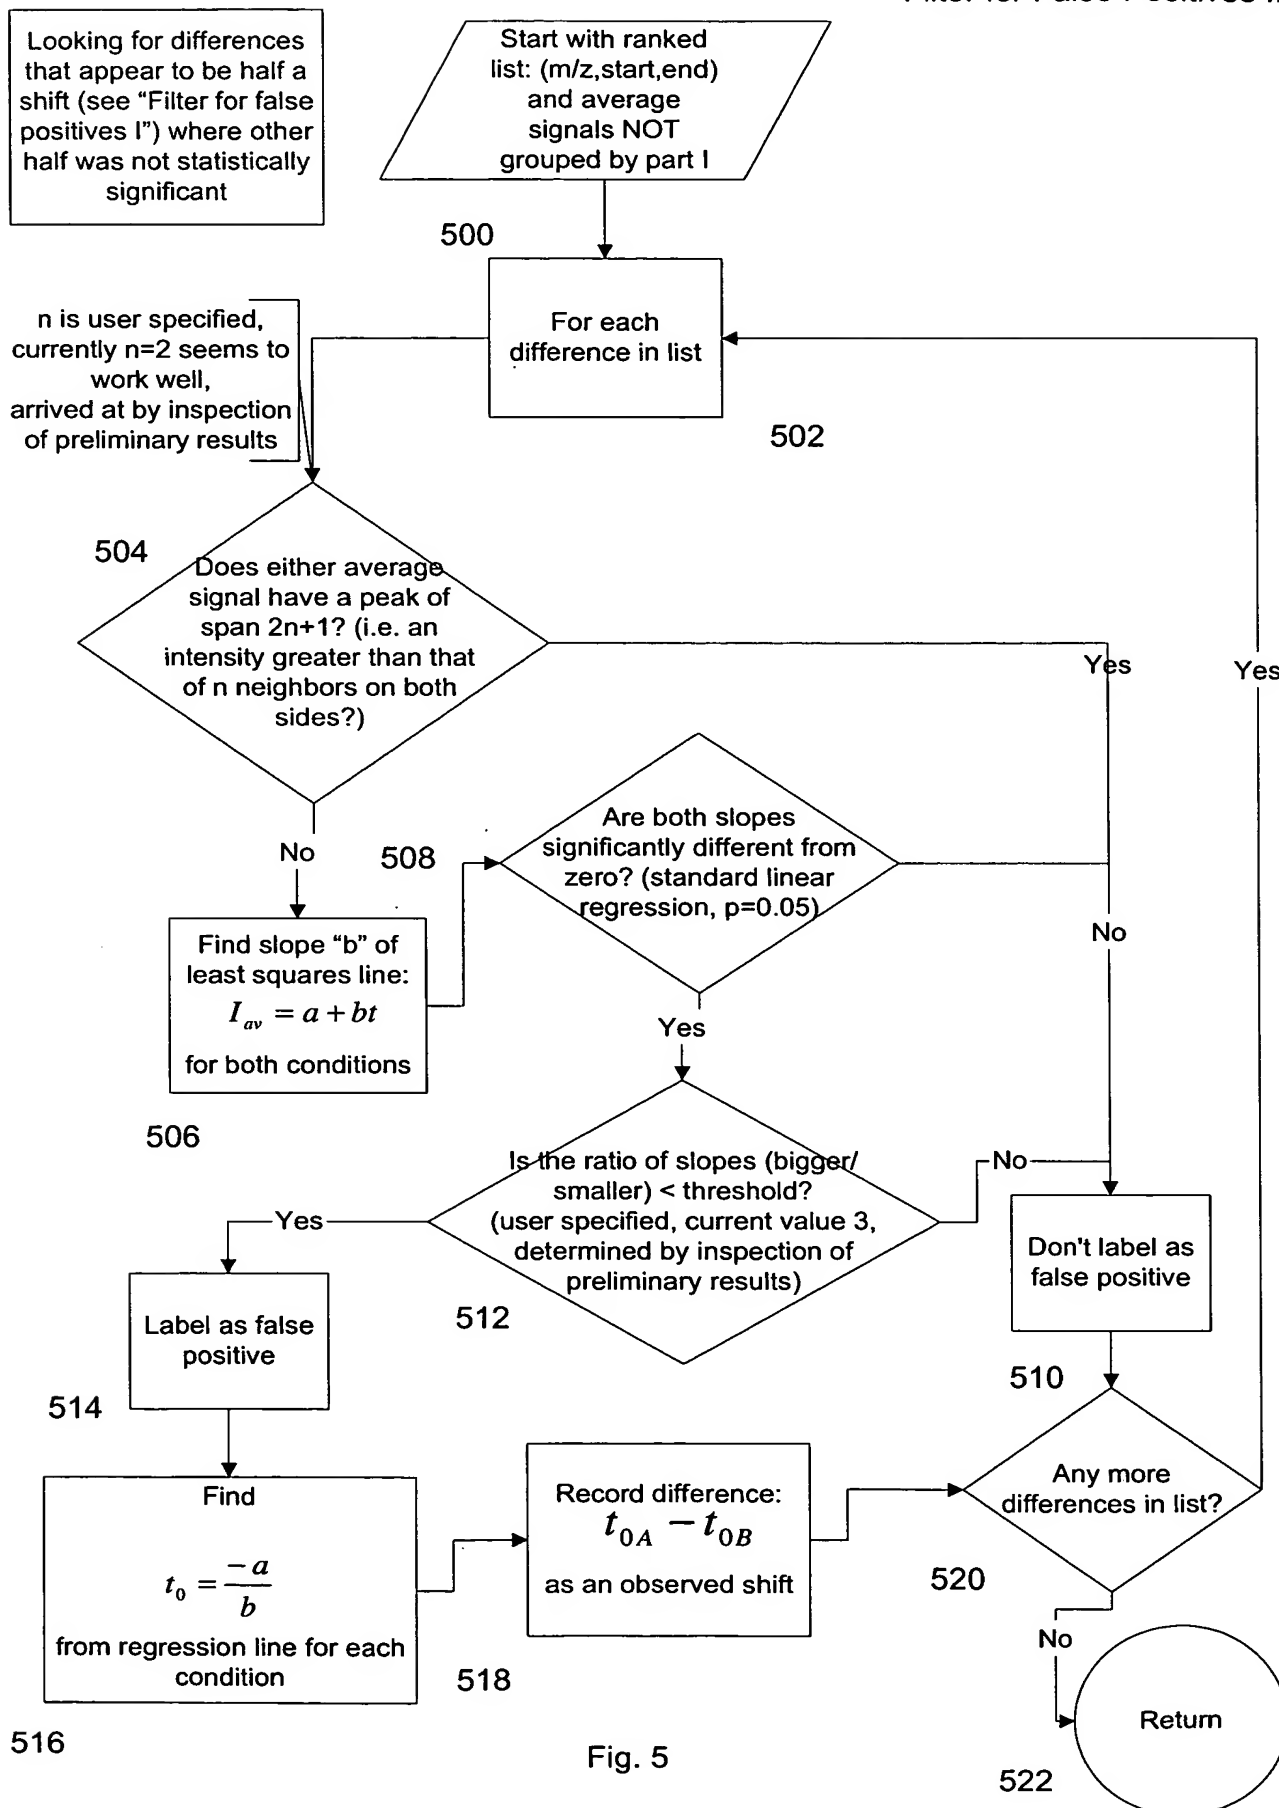 Looking for differences
that appear to be half a
shift (see "Filter for false
positives I") where other
half was not statistically
significant
Start with ranked
list: (m/z,start,end)
and average
signals NOT
grouped by part I
500
For each
difference in list
502
n is user specified,
currently n=2 seems to
work well,
arrived at by inspection
of preliminary results
504
Does either average
signal have a peak of
span 2n+1? (i.e. an
intensity greater than that
of n neighbors on both
sides?)
Yes
Yes
No
508
Are both slopes
significantly different from
zero? (standard linear
regression, p=0.05)
No
Find slope "b" of
least squares line:
I_av = a + bt
for both conditions
506
Yes
Is the ratio of slopes (bigger/
smaller) < threshold?
(user specified, current value 3,
determined by inspection of
preliminary results)
512
No
Yes
Don't label as
false positive
510
Label as false
positive
514
Find
t_0 = -a / b
from regression line for each
condition
516
Record difference:
t_0A - t_0B
as an observed shift
518
Any more
differences in list?
520
No
Return
522
Fig. 5